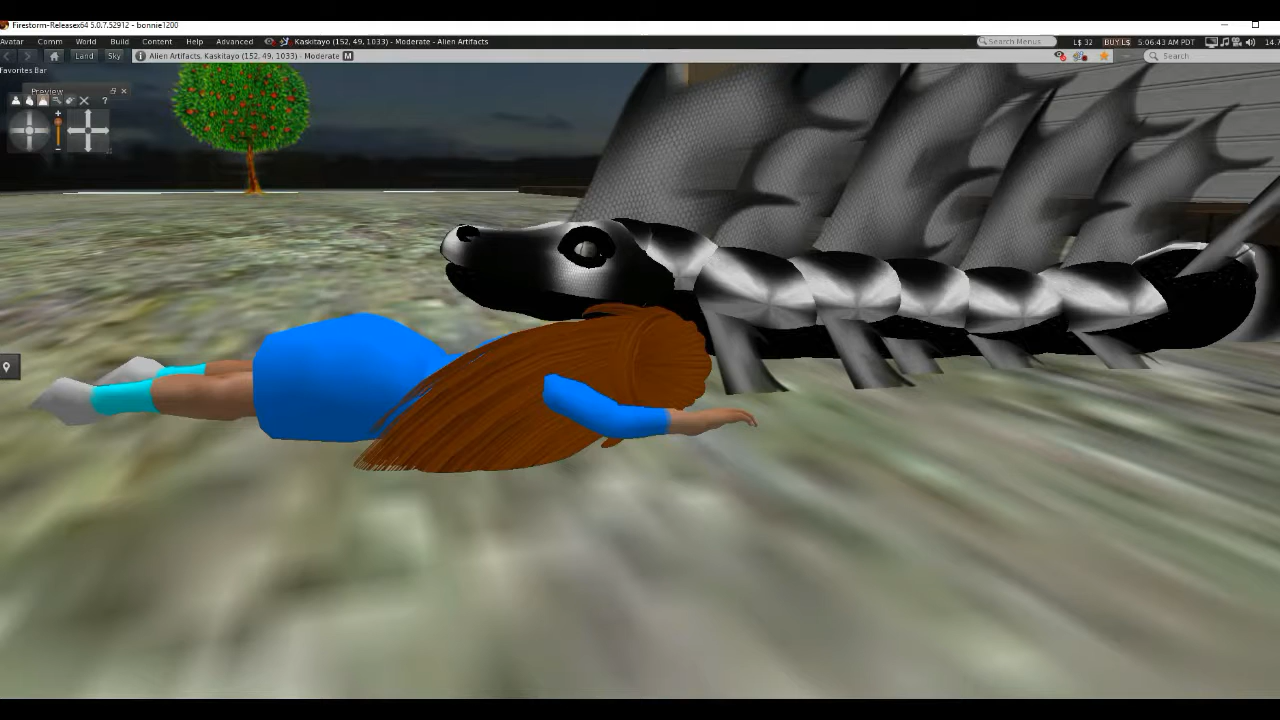 Firestorm-Releasex64 5.0.7.52912 - bonnie1200
Avatar Comm World Build Content Help Advanced Kaskitayo (152, 49, 1033) - Moderate - Alien Artifacts Search Menus L$ 32 BUY L$ 5:06:43 AM PDT 14.7
Land Sky Alien Artifacts, Kaskitayo (152, 49, 1033) - Moderate M Search
Favorites Bar
Preview
?